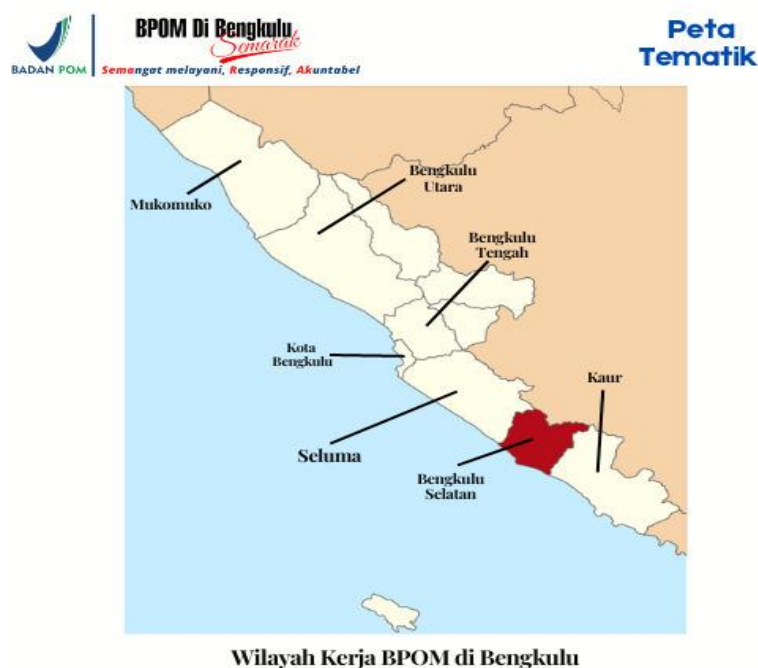 BPOM Di Bengkulu
Semarak
BADAN POM
Semangat melayani, Responsif, Akuntabel
Peta
Tematik
Bengkulu
Utara
Mukomuko
Bengkulu
Tengah
Kota
Bengkulu
Kaur
Seluma
Bengkulu
Selatan
Wilayah Kerja BPOM di Bengkulu